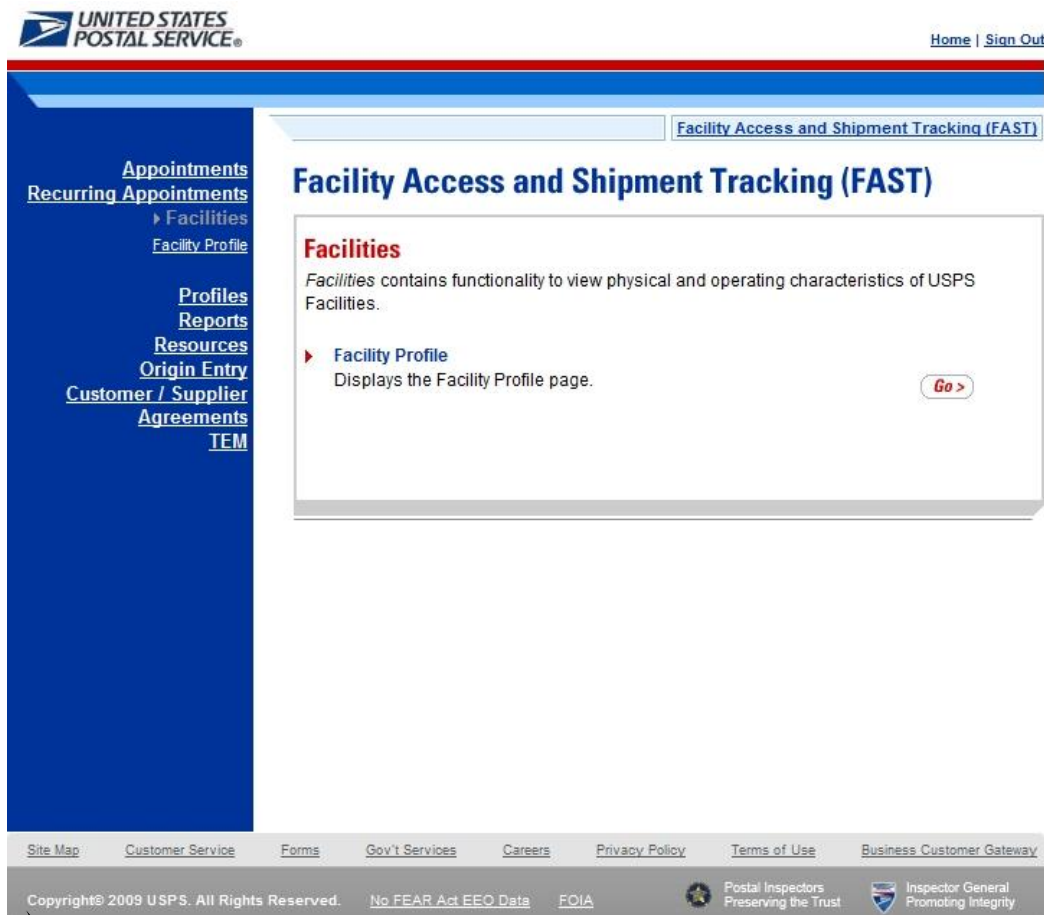 UNITED STATES
POSTAL SERVICE®
Home | Sign Out
Facility Access and Shipment Tracking (FAST)
Appointments
Recurring Appointments
Facilities
Facility Profile
Profiles
Reports
Resources
Origin Entry
Customer / Supplier
Agreements
TEM
Facility Access and Shipment Tracking (FAST)
Facilities
Facilities contains functionality to view physical and operating characteristics of USPS
Facilities.
Facility Profile
Displays the Facility Profile page.
Go >
Site Map Customer Service Forms Gov't Services Careers Privacy Policy Terms of Use Business Customer Gateway
Copyright© 2009 USPS. All Rights Reserved. No FEAR Act EEO Data FOIA
Postal Inspectors
Preserving the Trust
Inspector General
Promoting Integrity